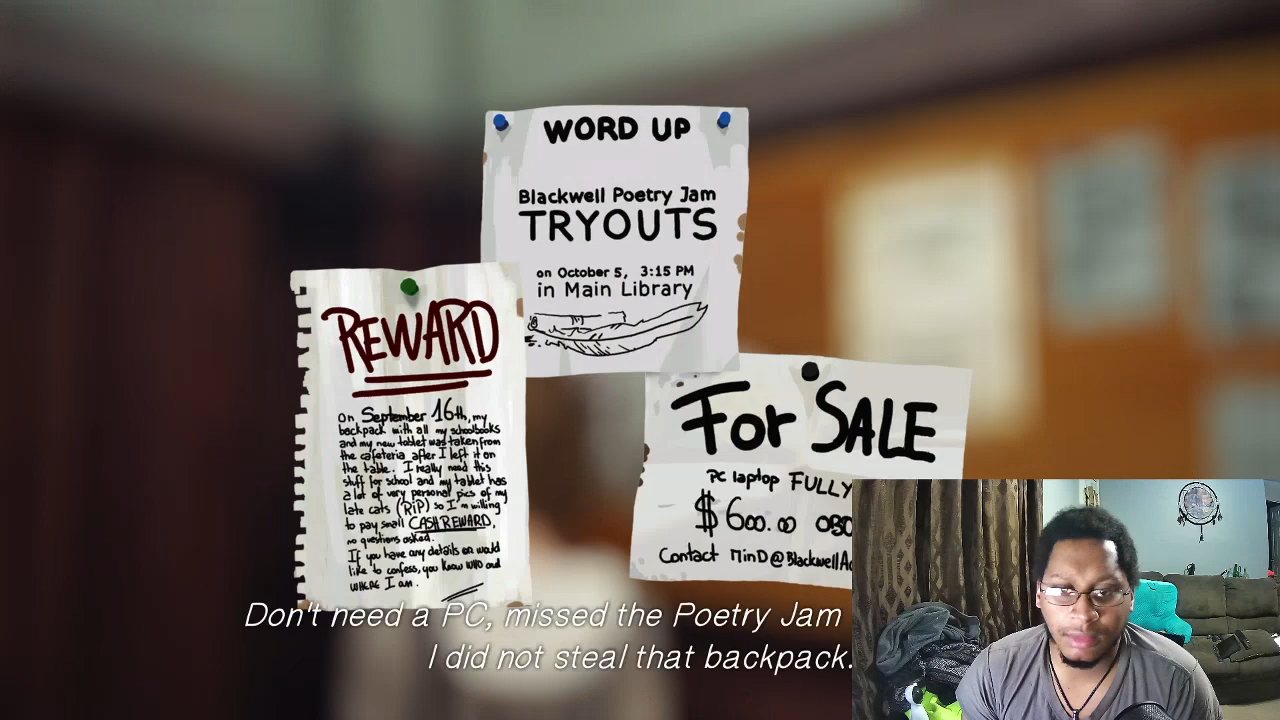 WORD UP
Blackwell Poetry Jam
TRYOUTS
on October 5, 3:15 PM
in Main Library
REWARD
On September 16th, my
backpack with all my schoolbooks
and my new tablet was taken from
the cafeteria after I left it on
the table. I really need this
stuff for school and my tablet has
a lot of very personal pics of my
late cats (RIP) so I'm willing
to pay small CASH REWARD,
no questions asked.
If you have any details or would
like to confess, you know WHO and
WHERE I am.
For SALE
PC laptop FULLY
$600.00 OBO
Contact MinD@Blackwell
Don't need a PC, missed the Poetry Jam
I did not steal that backpack.